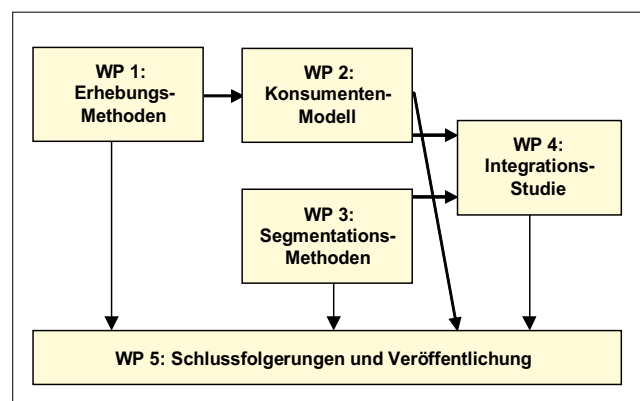 WP 1:
Erhebungs-
Methoden
WP 2:
Konsumenten-
Modell
WP 3:
Segmentations-
Methoden
WP 4:
Integrations-
Studie
WP 5: Schlussfolgerungen und Veröffentlichung